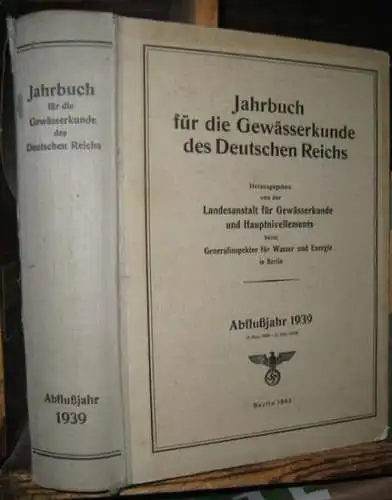 Jahrbuch
für die
Gewässerkunde
des
Deutschen Reichs
Abflußjahr
1939
Jahrbuch
für die Gewässerkunde
des Deutschen Reichs
Herausgegeben
von der
Landesanstalt für Gewässerkunde
und Hauptnivellements
beim
Generalinspektor für Wasser und Energie
in Berlin
Abflußjahr 1939
Berlin